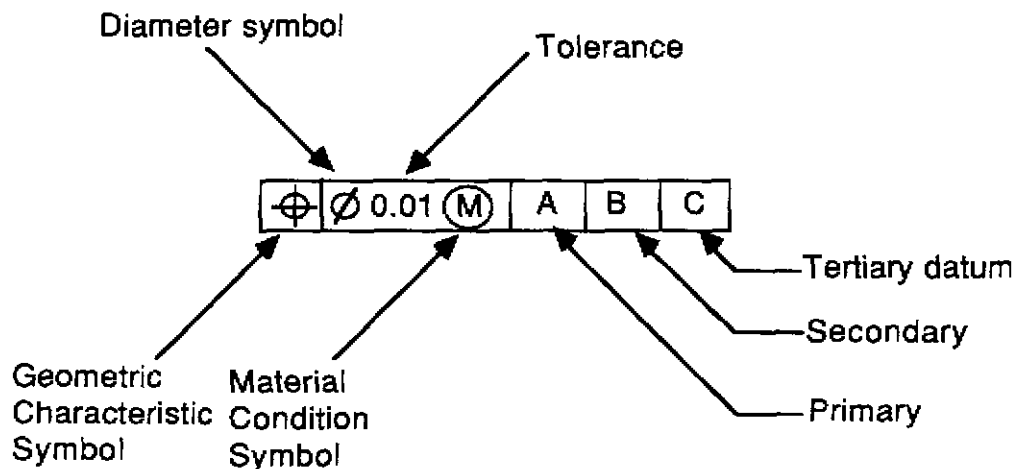 Diameter symbol
Tolerance
⌖ Ø 0.01 Ⓜ A B C
Tertiary datum
Secondary
Primary
Geometric
Characteristic
Symbol
Material
Condition
Symbol